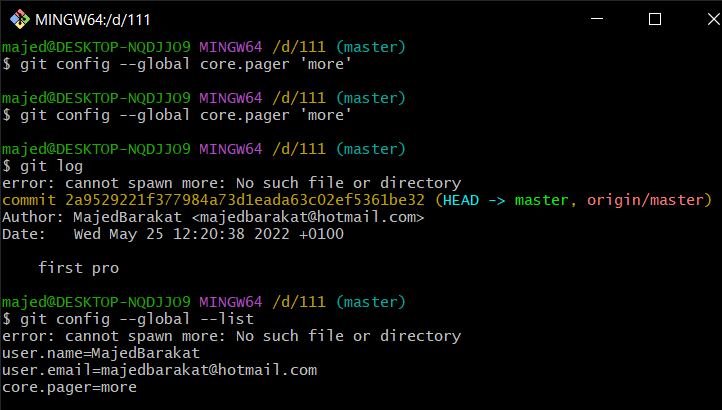 MINGW64:/d/111
majed@DESKTOP-NQDJJO9 MINGW64 /d/111 (master)
$ git config --global core.pager 'more'
majed@DESKTOP-NQDJJO9 MINGW64 /d/111 (master)
$ git config --global core.pager 'more'
majed@DESKTOP-NQDJJO9 MINGW64 /d/111 (master)
$ git log
error: cannot spawn more: No such file or directory
commit 2a9529221f377984a73d1eada63c02ef5361be32 (HEAD -> master, origin/master)
Author: MajedBarakat <majedbarakat@hotmail.com>
Date:   Wed May 25 12:20:38 2022 +0100
    first pro
majed@DESKTOP-NQDJJO9 MINGW64 /d/111 (master)
$ git config --global --list
error: cannot spawn more: No such file or directory
user.name=MajedBarakat
user.email=majedbarakat@hotmail.com
core.pager=more